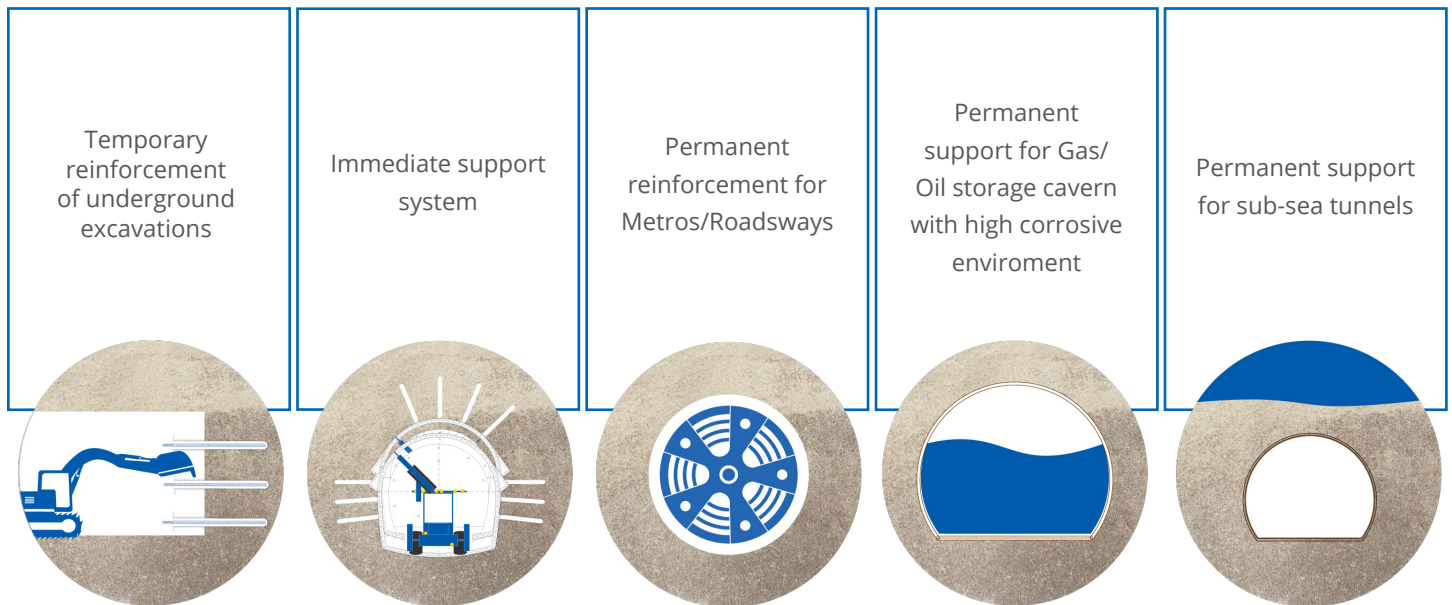 Temporary
reinforcement
of underground
excavations
Immediate support
system
Permanent
reinforcement for
Metros/Roadsways
Permanent
support for Gas/
Oil storage cavern
with high corrosive
enviroment
Permanent support
for sub-sea tunnels